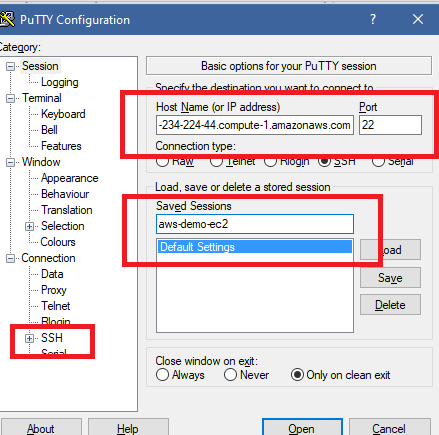 PuTTY Configuration
Category:
Session
Logging
Terminal
Keyboard
Bell
Features
Window
Appearance
Behaviour
Translation
Selection
Colours
Connection
Data
Proxy
Telnet
Rlogin
SSH
Serial
Basic options for your PuTTY session
Specify the destination you want to connect to
Host Name (or IP address) Port
-234-224-44.compute-1.amazonaws.com 22
Connection type:
Raw Telnet Rlogin SSH Serial
Load, save or delete a stored session
Saved Sessions
aws-demo-ec2
Default Settings
Load
Save
Delete
Close window on exit:
Always Never Only on clean exit
About Help Open Cancel